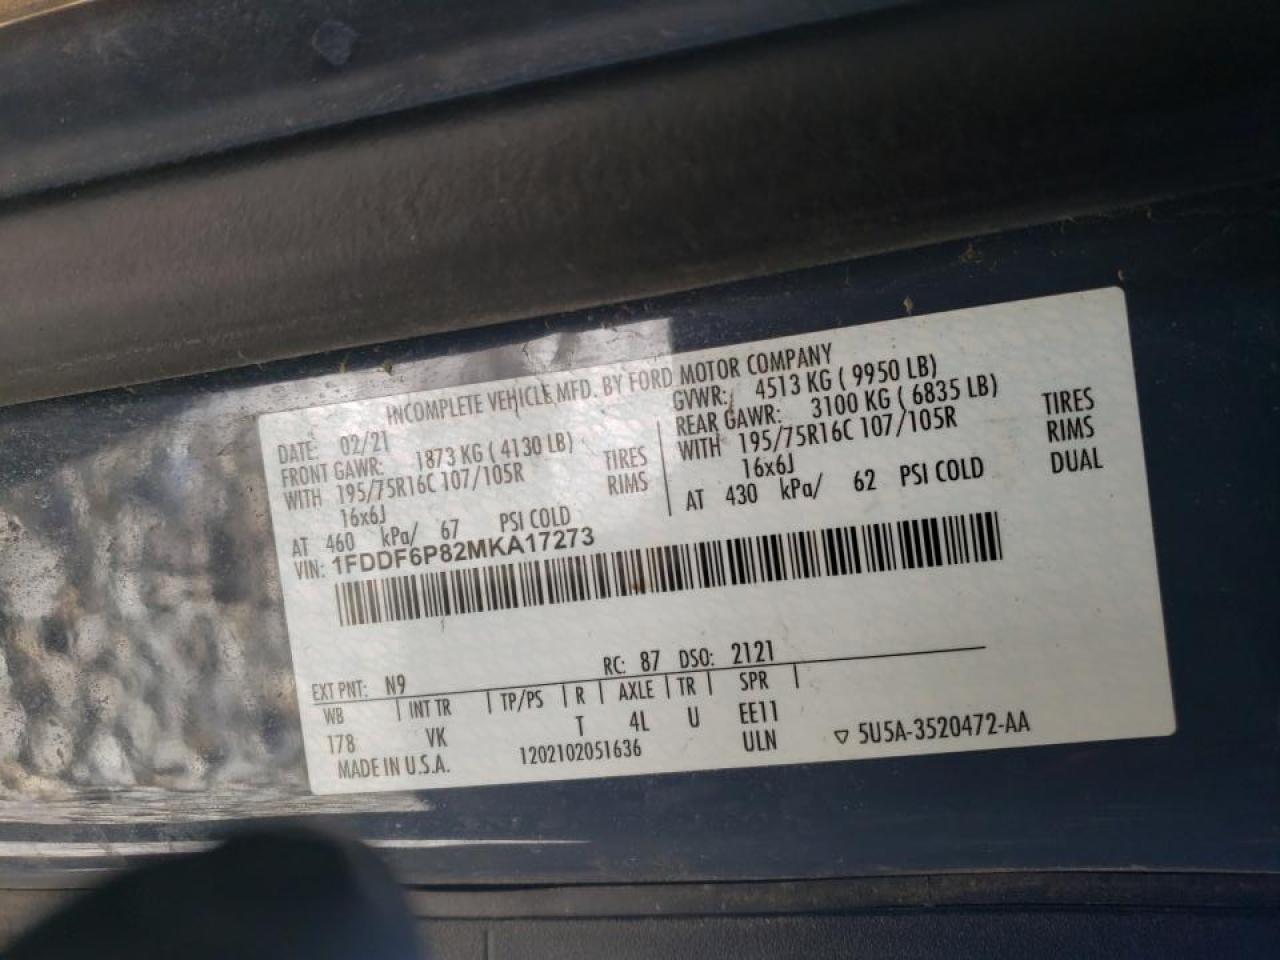 INCOMPLETE VEHICLE MFD. BY FORD MOTOR COMPANY
DATE: 02/21
FRONT GAWR: 1873 KG ( 4130 LB)
WITH 195/75R16C 107/105R TIRES
16x6J RIMS
AT 460 kPa/ 67 PSI COLD
GVWR: 4513 KG ( 9950 LB)
REAR GAWR: 3100 KG ( 6835 LB)
WITH 195/75R16C 107/105R TIRES
16x6J RIMS
AT 430 kPa/ 62 PSI COLD DUAL
VIN: 1FDDF6P82MKA17273
EXT PNT: N9 RC: 87 DSO: 2121
WB INT TR TP/PS R AXLE TR SPR
178 VK T 4L U EE11
MADE IN U.S.A. 1202102051636 ULN ▽ 5U5A-3520472-AA